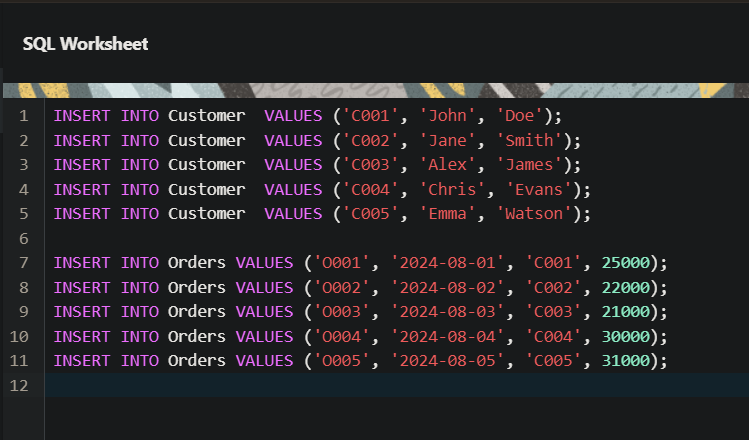 SQL Worksheet
1 INSERT INTO Customer  VALUES ('C001', 'John', 'Doe');
2 INSERT INTO Customer  VALUES ('C002', 'Jane', 'Smith');
3 INSERT INTO Customer  VALUES ('C003', 'Alex', 'James');
4 INSERT INTO Customer  VALUES ('C004', 'Chris', 'Evans');
5 INSERT INTO Customer  VALUES ('C005', 'Emma', 'Watson');
6
7 INSERT INTO Orders VALUES ('O001', '2024-08-01', 'C001', 25000);
8 INSERT INTO Orders VALUES ('O002', '2024-08-02', 'C002', 22000);
9 INSERT INTO Orders VALUES ('O003', '2024-08-03', 'C003', 21000);
10 INSERT INTO Orders VALUES ('O004', '2024-08-04', 'C004', 30000);
11 INSERT INTO Orders VALUES ('O005', '2024-08-05', 'C005', 31000);
12